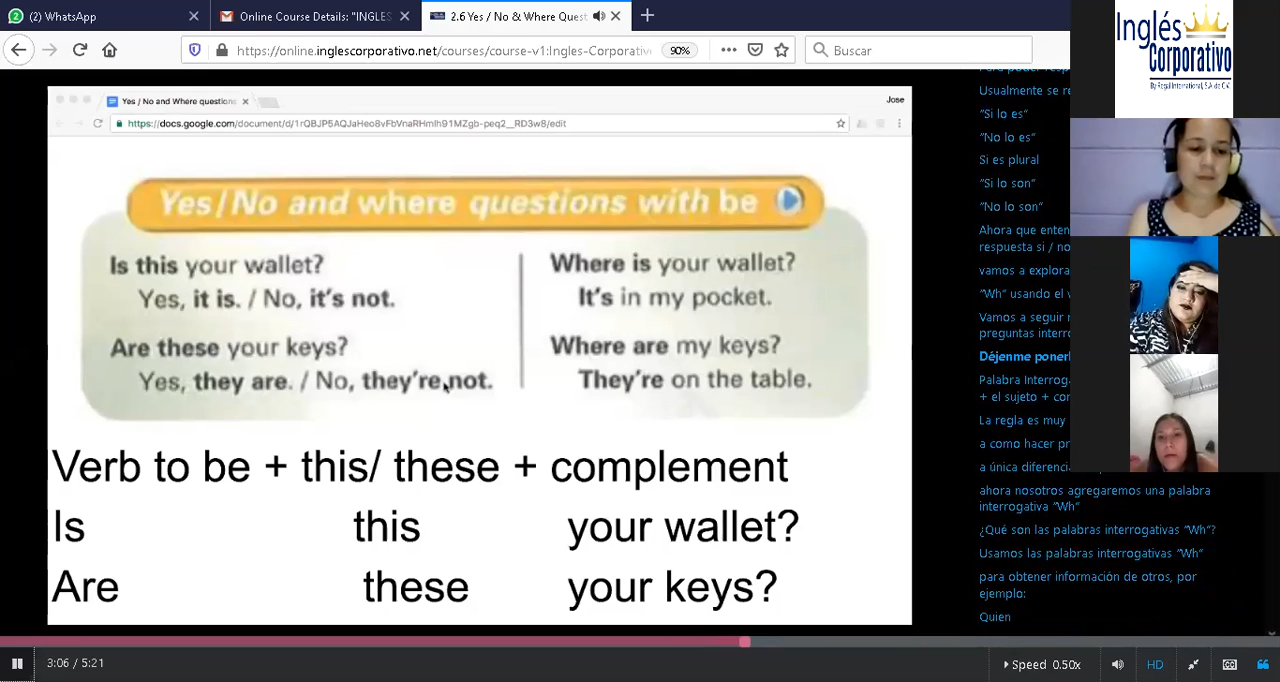 (2) WhatsApp
Online Course Details: "INGLES
2.6 Yes / No & Where Quest
https://online.inglescorporativo.net/courses/course-v1:Ingles-Corporativ
90%
Buscar
Inglés
Corporativo
By Regal International, S.A. de C.V.
Yes / No and Where questions
Jose
https://docs.google.com/document/d/1rQBJP5AQJaHeo8vFbVnaRHmlh91MZgb-peq2__RD3w8/edit
Yes/No and where questions with be
Is this your wallet?
Yes, it is. / No, it's not.
Are these your keys?
Yes, they are. / No, they're not.
Where is your wallet?
It's in my pocket.
Where are my keys?
They're on the table.
Verb to be + this/ these + complement
Is this your wallet?
Are these your keys?
Usualmente se re
"Si lo es"
"No lo es"
Si es plural
"Si lo son"
"No lo son"
Ahora que enten
respuesta si / no
vamos a explora
"Wh" usando el v
Vamos a seguir
preguntas interro
Déjenme poner
Palabra Interrog
+ el sujeto + con
La regla es muy
a como hacer pr
a única diferenci
ahora nosotros agregaremos una palabra
interrogativa "Wh"
¿Qué son las palabras interrogativas "Wh"?
Usamos las palabras interrogativas "Wh"
para obtener información de otros, por
ejemplo:
Quien
3:06 / 5:21
Speed 0.50x
HD